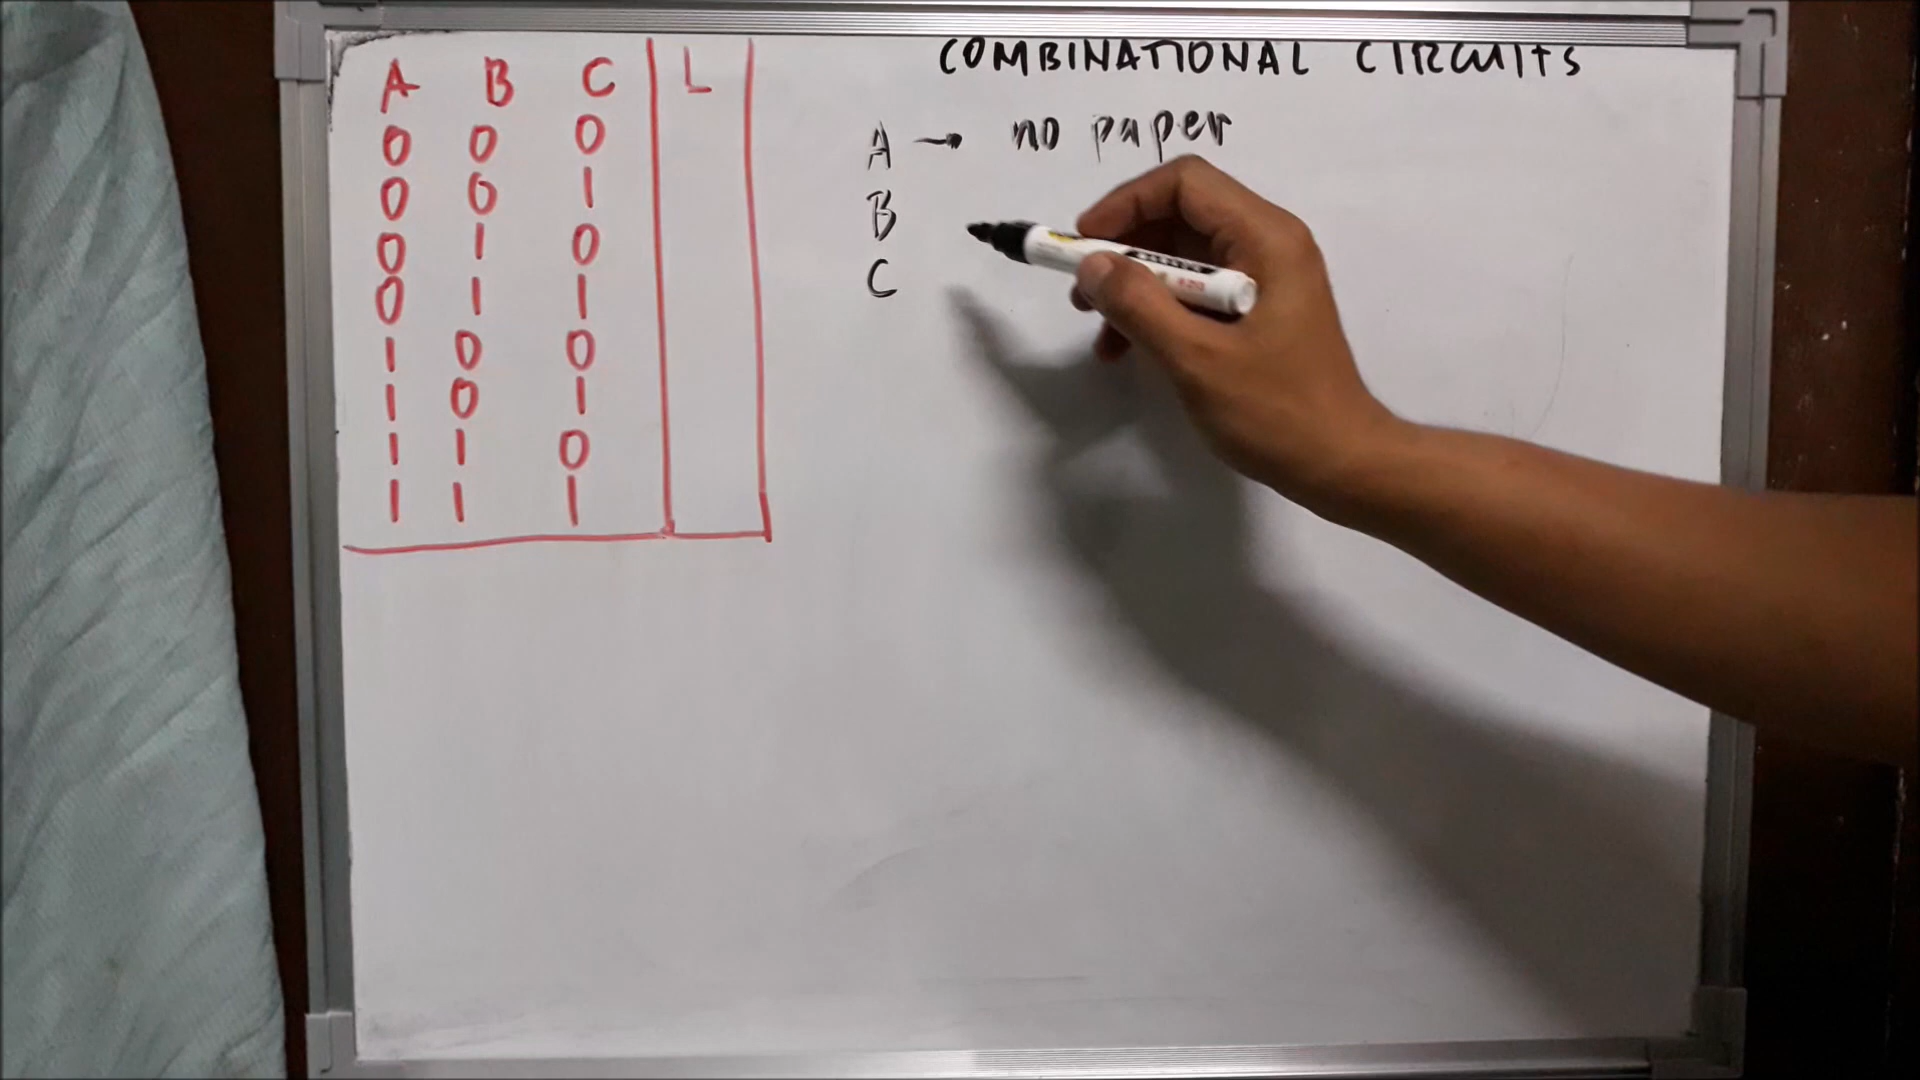 A B C L
0 0 0
0 0 1
0 1 0
0 1 1
1 0 0
1 0 1
1 1 0
1 1 1
COMBINATIONAL CIRCUITS
A → no paper
B
C